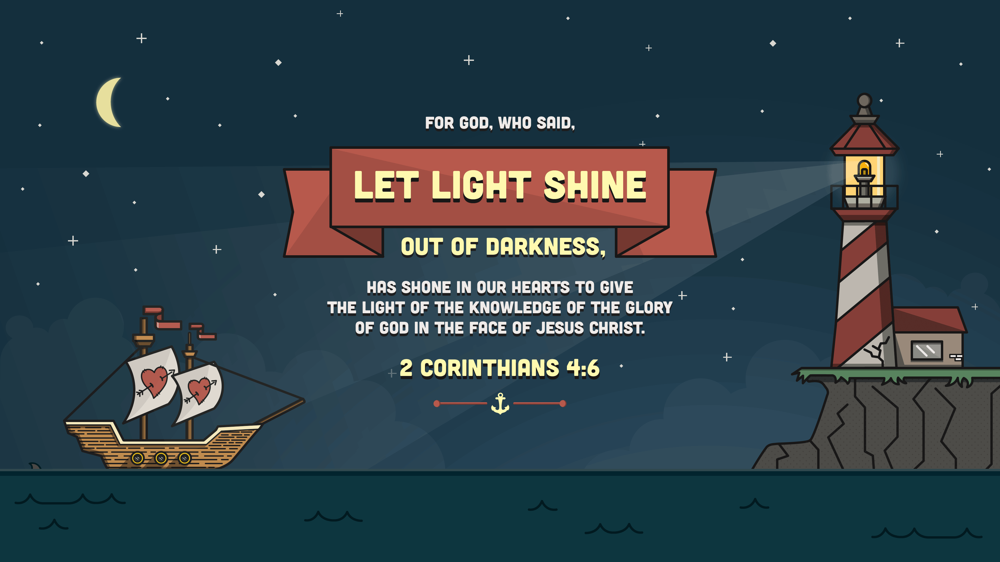 FOR GOD, WHO SAID,
LET LIGHT SHINE
OUT OF DARKNESS,
HAS SHONE IN OUR HEARTS TO GIVE
THE LIGHT OF THE KNOWLEDGE OF THE GLORY
OF GOD IN THE FACE OF JESUS CHRIST.
2 CORINTHIANS 4:6